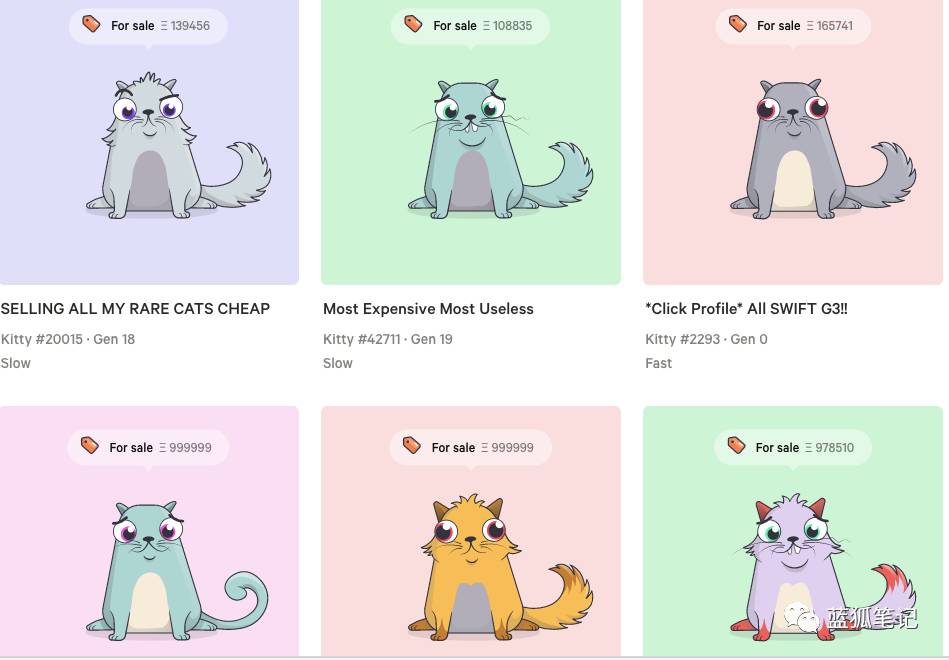 For sale Ξ 139456
For sale Ξ 108835
For sale Ξ 165741
SELLING ALL MY RARE CATS CHEAP
Most Expensive Most Useless
*Click Profile* All SWIFT G3!!
Kitty #20015 · Gen 18
Kitty #42711 · Gen 19
Kitty #2293 · Gen 0
Slow
Slow
Fast
For sale Ξ 999999
For sale Ξ 999999
For sale Ξ 978510
蓝狐笔记